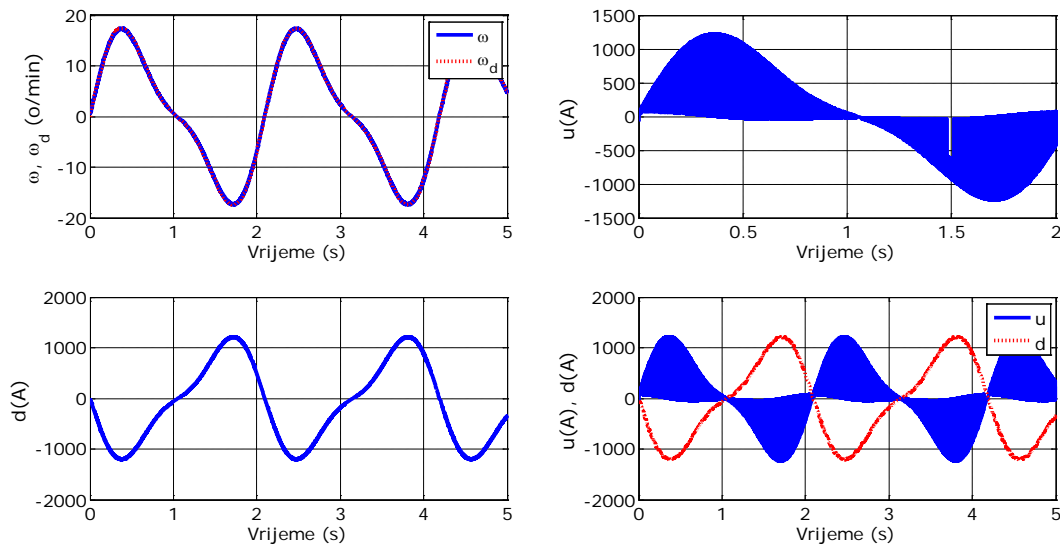 20
10
0
-10
-20
ω, ω_d (o/min)
ω
ω_d
0 1 2 3 4 5
Vrijeme (s)
1500
1000
500
0
-500
-1000
-1500
u(A)
0 0.5 1 1.5 2
Vrijeme (s)
2000
1000
0
-1000
-2000
d(A)
0 1 2 3 4 5
Vrijeme (s)
2000
1000
0
-1000
-2000
u(A), d(A)
u
d
0 1 2 3 4 5
Vrijeme (s)